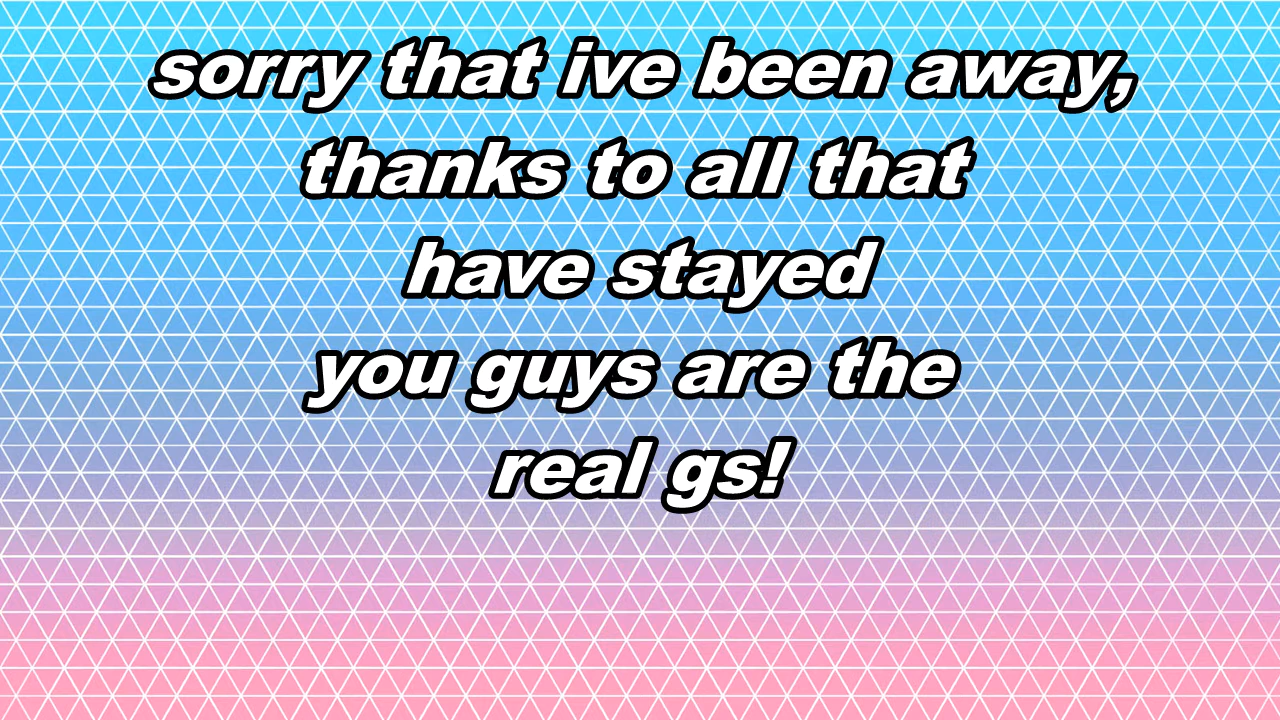 sorry that ive been away,
thanks to all that
have stayed
you guys are the
real gs!